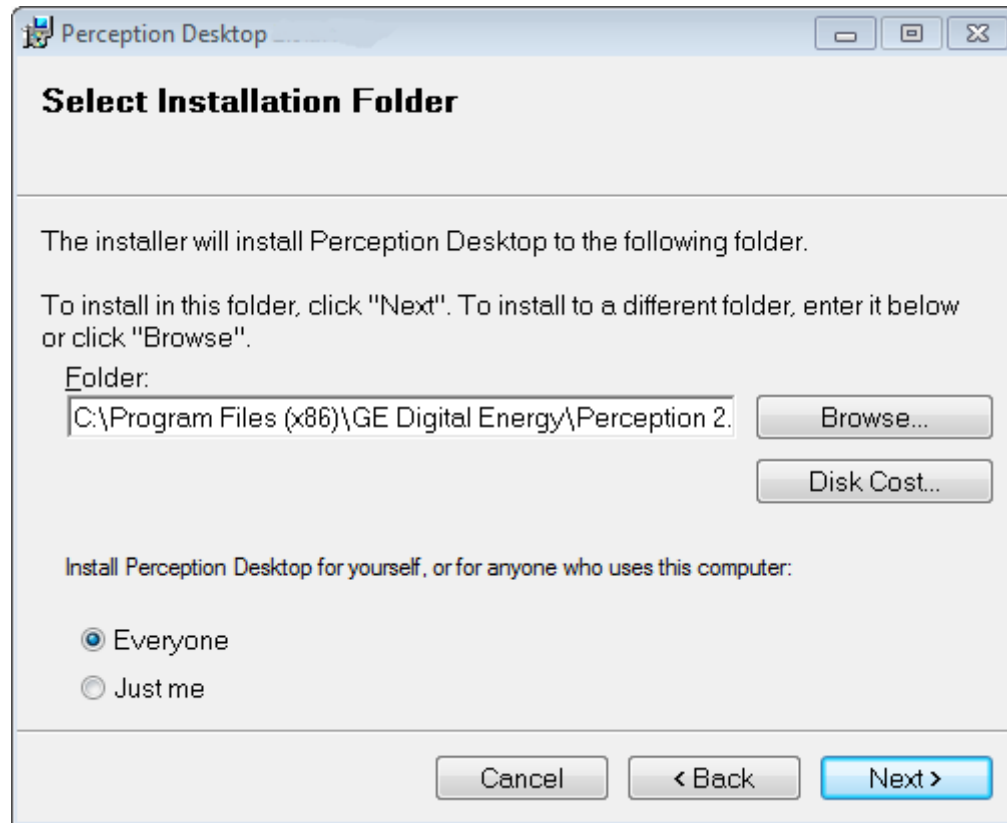 Perception Desktop
Select Installation Folder
The installer will install Perception Desktop to the following folder.
To install in this folder, click "Next". To install to a different folder, enter it below
or click "Browse".
Folder:
C:\Program Files (x86)\GE Digital Energy\Perception 2.
Browse...
Disk Cost...
Install Perception Desktop for yourself, or for anyone who uses this computer:
Everyone
Just me
Cancel
< Back
Next >